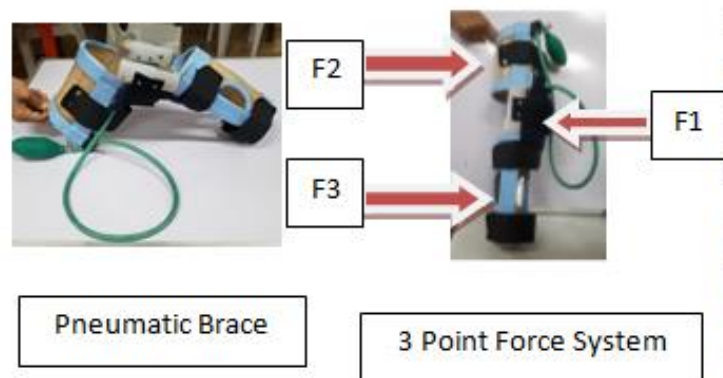 F2
F1
F3
Pneumatic Brace
3 Point Force System